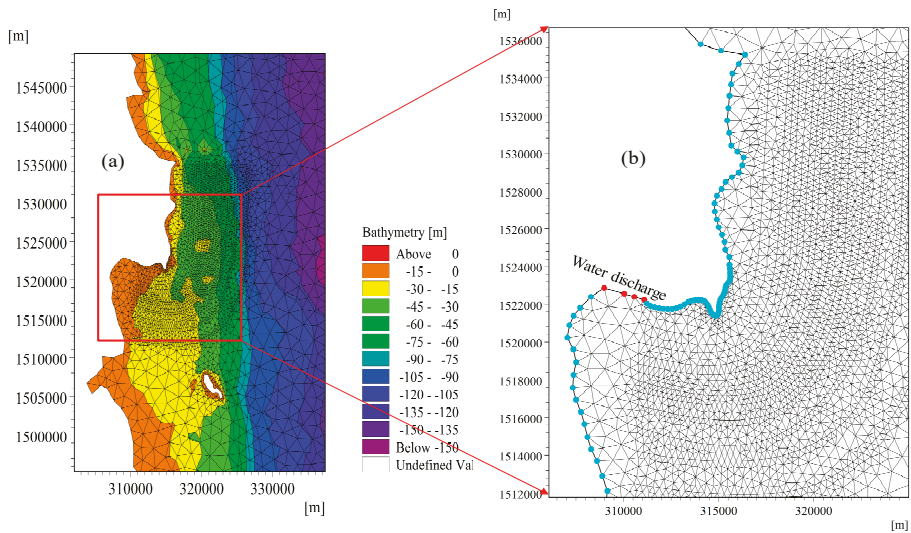 [m]
1545000
1540000
1535000
1530000
1525000
1520000
1515000
1510000
1505000
1500000
(a)
310000 320000 330000
[m]
Bathymetry [m]
Above 0
-15 - 0
-30 - -15
-45 - -30
-60 - -45
-75 - -60
-90 - -75
-105 - -90
-120 - -105
-135 - -120
-150 - -135
Below -150
Undefined Val
[m]
1536000
1534000
1532000
1530000
1528000
1526000
1524000
1522000
1520000
1518000
1516000
1514000
1512000
(b)
Water discharge
310000 315000 320000
[m]